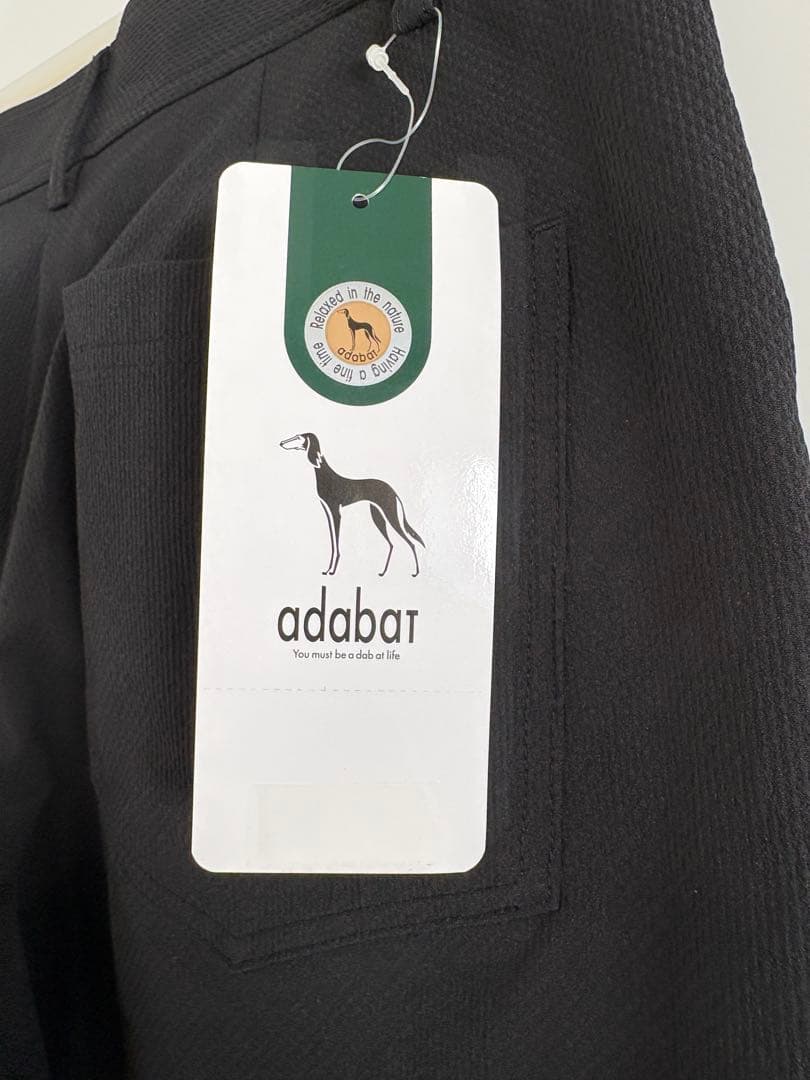 Relaxed in the nature
Having a fine time
adabat
adabat
You must be a dab at life